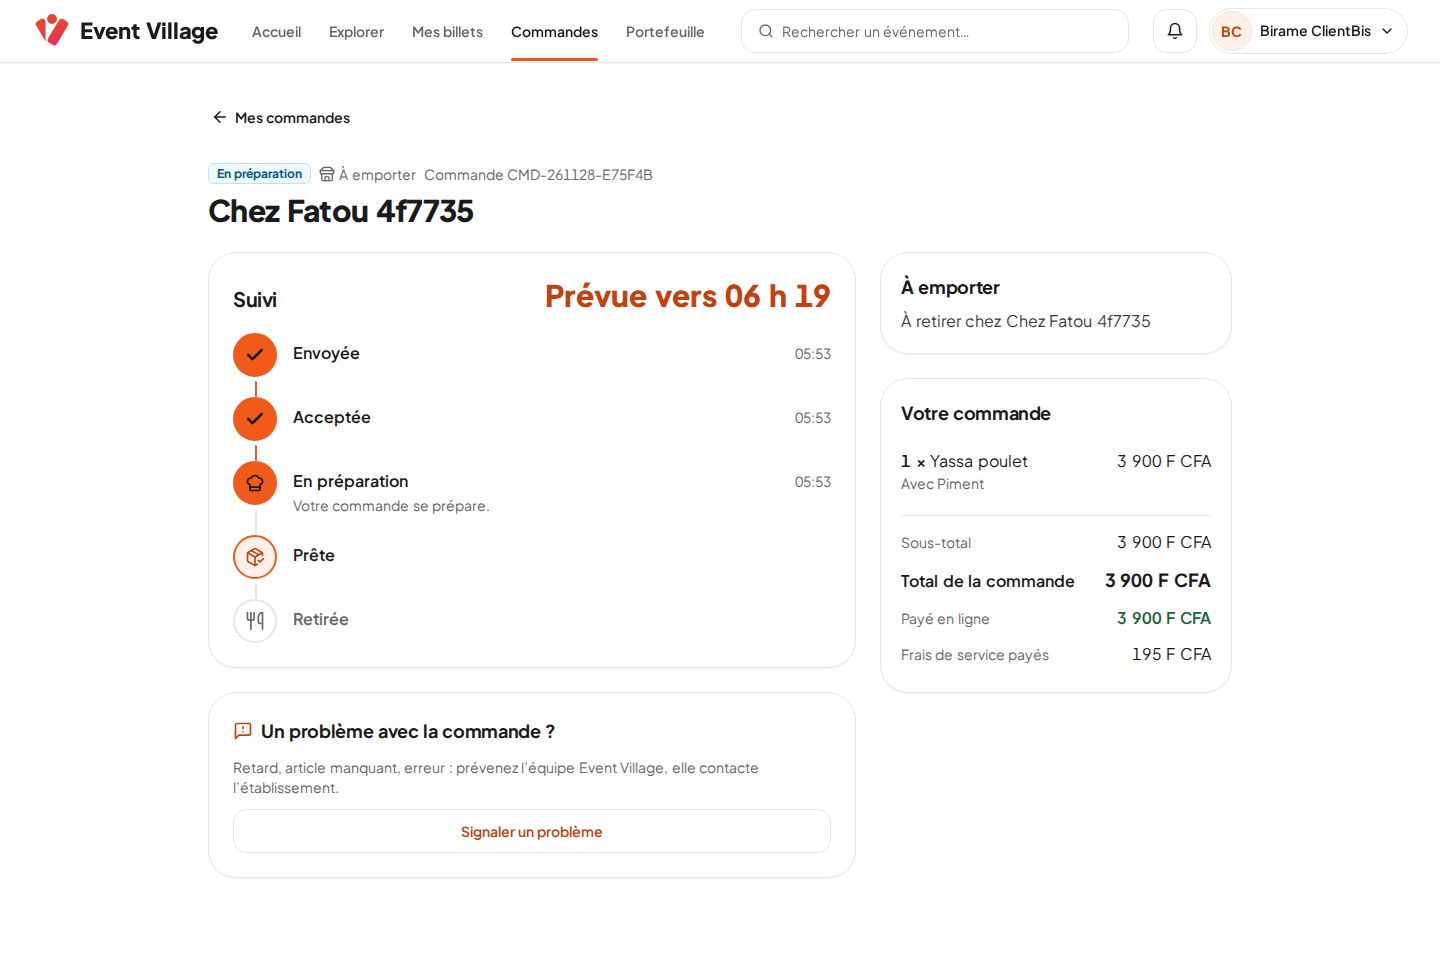 Event Village
Accueil
Explorer
Mes billets
Commandes
Portefeuille
Rechercher un événement…
BC
Birame ClientBis
Mes commandes
En préparation
À emporter
Commande CMD-261128-E75F4B
Chez Fatou 4f7735
Suivi
Prévue vers 06 h 19
Envoyée
05:53
Acceptée
05:53
En préparation
05:53
Votre commande se prépare.
Prête
Retirée
Un problème avec la commande ?
Retard, article manquant, erreur : prévenez l’équipe Event Village, elle contacte
l’établissement.
Signaler un problème
À emporter
À retirer chez Chez Fatou 4f7735
Votre commande
1 × Yassa poulet
3 900 F CFA
Avec Piment
Sous-total
3 900 F CFA
Total de la commande
3 900 F CFA
Payé en ligne
3 900 F CFA
Frais de service payés
195 F CFA